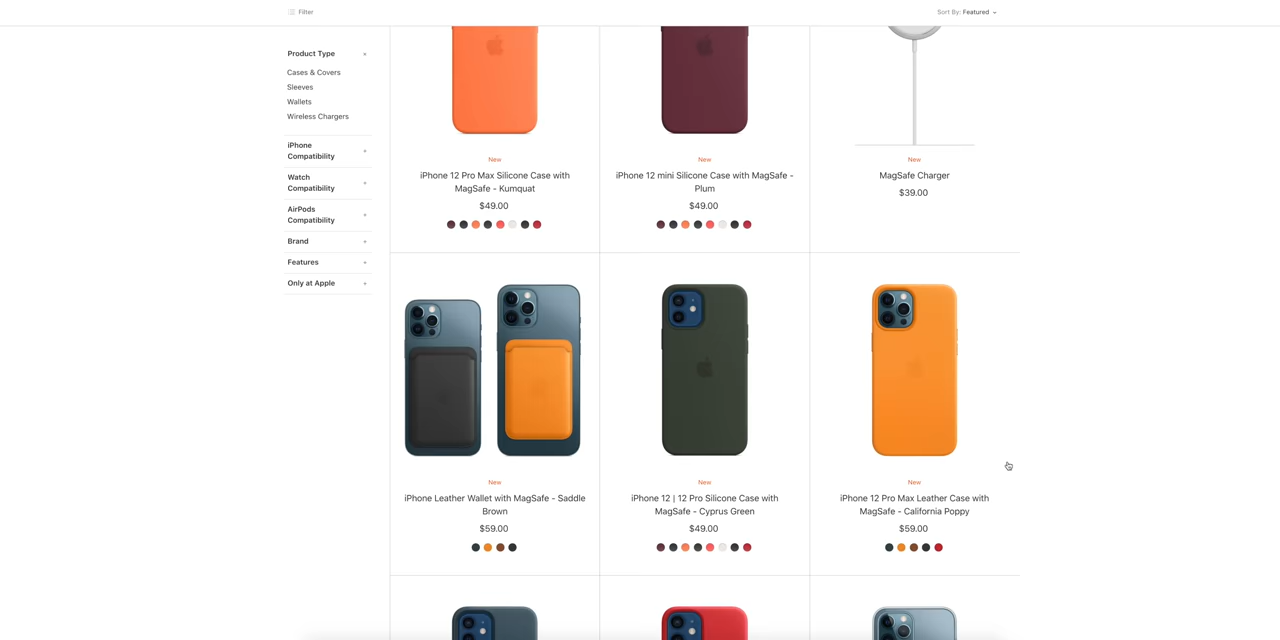 Filter
Sort By: Featured
Product Type
+
Cases & Covers
Sleeves
Wallets
Wireless Chargers
iPhone
Compatibility
+
Watch
Compatibility
+
AirPods
Compatibility
+
Brand
+
Features
+
Only at Apple
+
New
iPhone 12 Pro Max Silicone Case with
MagSafe - Kumquat
$49.00
New
iPhone 12 mini Silicone Case with MagSafe -
Plum
$49.00
New
MagSafe Charger
$39.00
New
iPhone Leather Wallet with MagSafe - Saddle
Brown
$59.00
New
iPhone 12 | 12 Pro Silicone Case with
MagSafe - Cyprus Green
$49.00
New
iPhone 12 Pro Max Leather Case with
MagSafe - California Poppy
$59.00